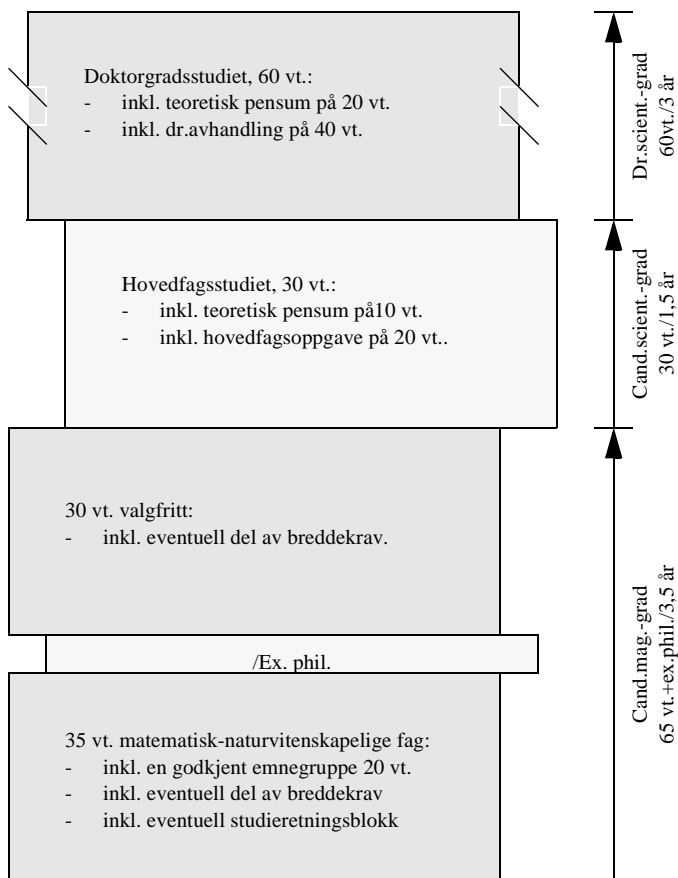 Doktorgradsstudiet, 60 vt.:
- inkl. teoretisk pensum på 20 vt.
- inkl. dr.avhandling på 40 vt.
Dr.scient.-grad
60vt./3 år
Hovedfagsstudiet, 30 vt.:
- inkl. teoretisk pensum på10 vt.
- inkl. hovedfagsoppgave på 20 vt..
Cand.scient.-grad
30 vt./1,5 år
30 vt. valgfritt:
- inkl. eventuell del av breddekrav.
/Ex. phil.
35 vt. matematisk-naturvitenskapelige fag:
- inkl. en godkjent emnegruppe 20 vt.
- inkl. eventuell del av breddekrav
- inkl. eventuell studieretningsblokk
Cand.mag.-grad
65 vt.+ex.phil./3,5 år